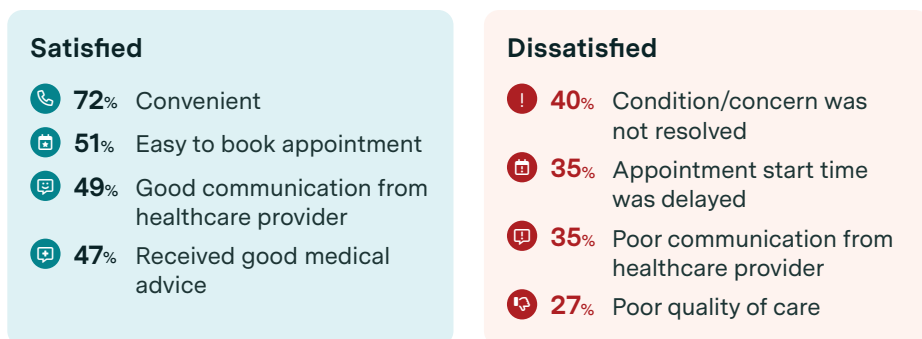 Satisfied
72% Convenient
51% Easy to book appointment
49% Good communication from
healthcare provider
47% Received good medical
advice
Dissatisfied
40% Condition/concern was
not resolved
35% Appointment start time
was delayed
35% Poor communication from
healthcare provider
27% Poor quality of care